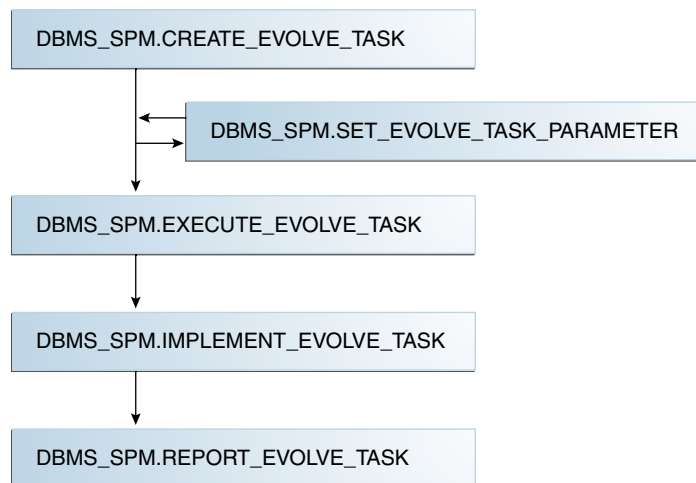 DBMS_SPM.CREATE_EVOLVE_TASK
DBMS_SPM.SET_EVOLVE_TASK_PARAMETER
DBMS_SPM.EXECUTE_EVOLVE_TASK
DBMS_SPM.IMPLEMENT_EVOLVE_TASK
DBMS_SPM.REPORT_EVOLVE_TASK